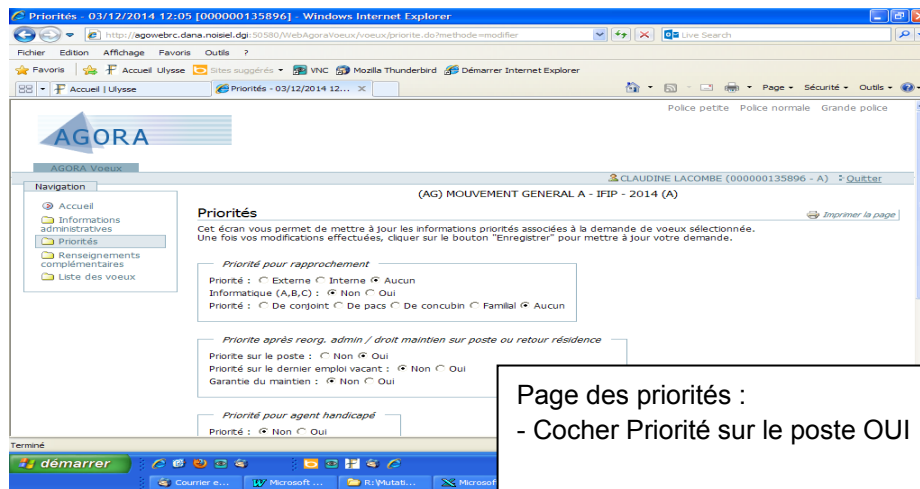 Priorités - 03/12/2014 12:05 [000000135896] - Windows Internet Explorer
http://agowebrc.dana.noisiel.dgi:50580/WebAgoraVoeux/voeux/priorite.do?methode=modifier
Live Search
Fichier Edition Affichage Favoris Outils ?
Favoris Accueil Ulysse Sites suggérés VNC Mozilla Thunderbird Démarrer Internet Explorer
Accueil | Ulysse Priorités - 03/12/2014 12... Page Sécurité Outils
Police petite Police normale Grande police
AGORA
AGORA Voeux
CLAUDINE LACOMBE (000000135896 - A) Quitter
Navigation
Accueil
Informations
administratives
Priorités
Renseignements
complémentaires
Liste des voeux
(AG) MOUVEMENT GENERAL A - IFIP - 2014 (A)
Priorités
Imprimer la page
Cet écran vous permet de mettre à jour les informations priorités associées à la demande de voeux sélectionnée.
Une fois vos modifications effectuées, cliquer sur le bouton "Enregistrer" pour mettre à jour votre demande.
Priorité pour rapprochement
Priorité : Externe Interne Aucun
Informatique (A,B,C) : Non Oui
Priorité : De conjoint De pacs De concubin Familial Aucun
Priorite après reorg. admin / droit maintien sur poste ou retour résidence
Priorite sur le poste : Non Oui
Priorité sur le dernier emploi vacant : Non Oui
Garantie du maintien : Non Oui
Priorité pour agent handicapé
Priorité : Non Oui
Page des priorités :
- Cocher Priorité sur le poste OUI
Terminé
démarrer
Courrier e... Microsoft ... R:\Mutati... Microsof